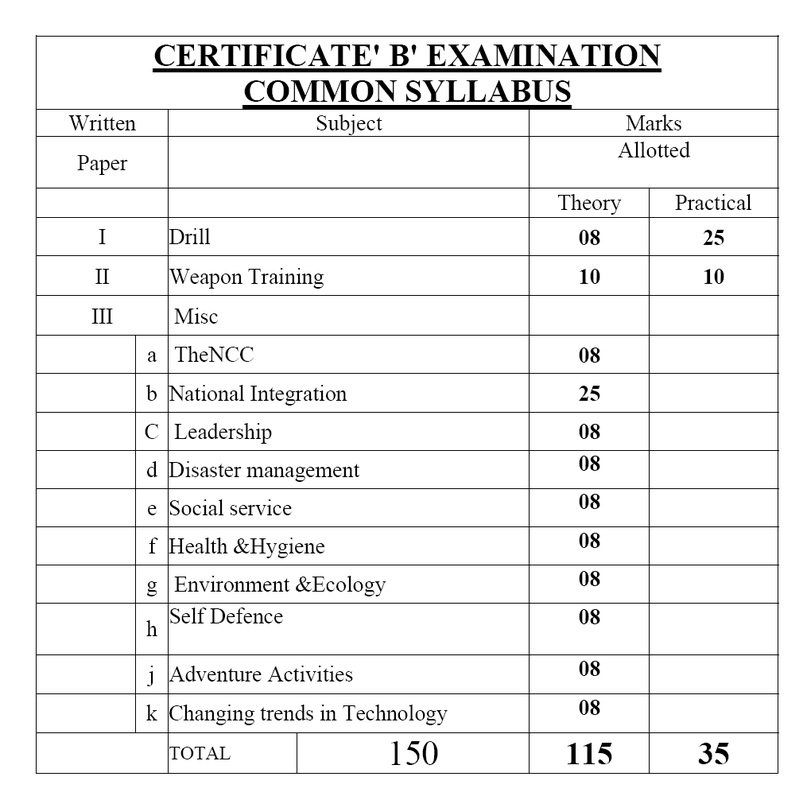 CERTIFICATE' B' EXAMINATION
COMMON SYLLABUS
Written Subject Marks
Paper Allotted
Theory Practical
I Drill 08 25
II Weapon Training 10 10
III Misc
a TheNCC 08
b National Integration 25
C Leadership 08
d Disaster management 08
e Social service 08
f Health &Hygiene 08
g Environment &Ecology 08
h Self Defence 08
j Adventure Activities 08
k Changing trends in Technology 08
TOTAL 150 115 35